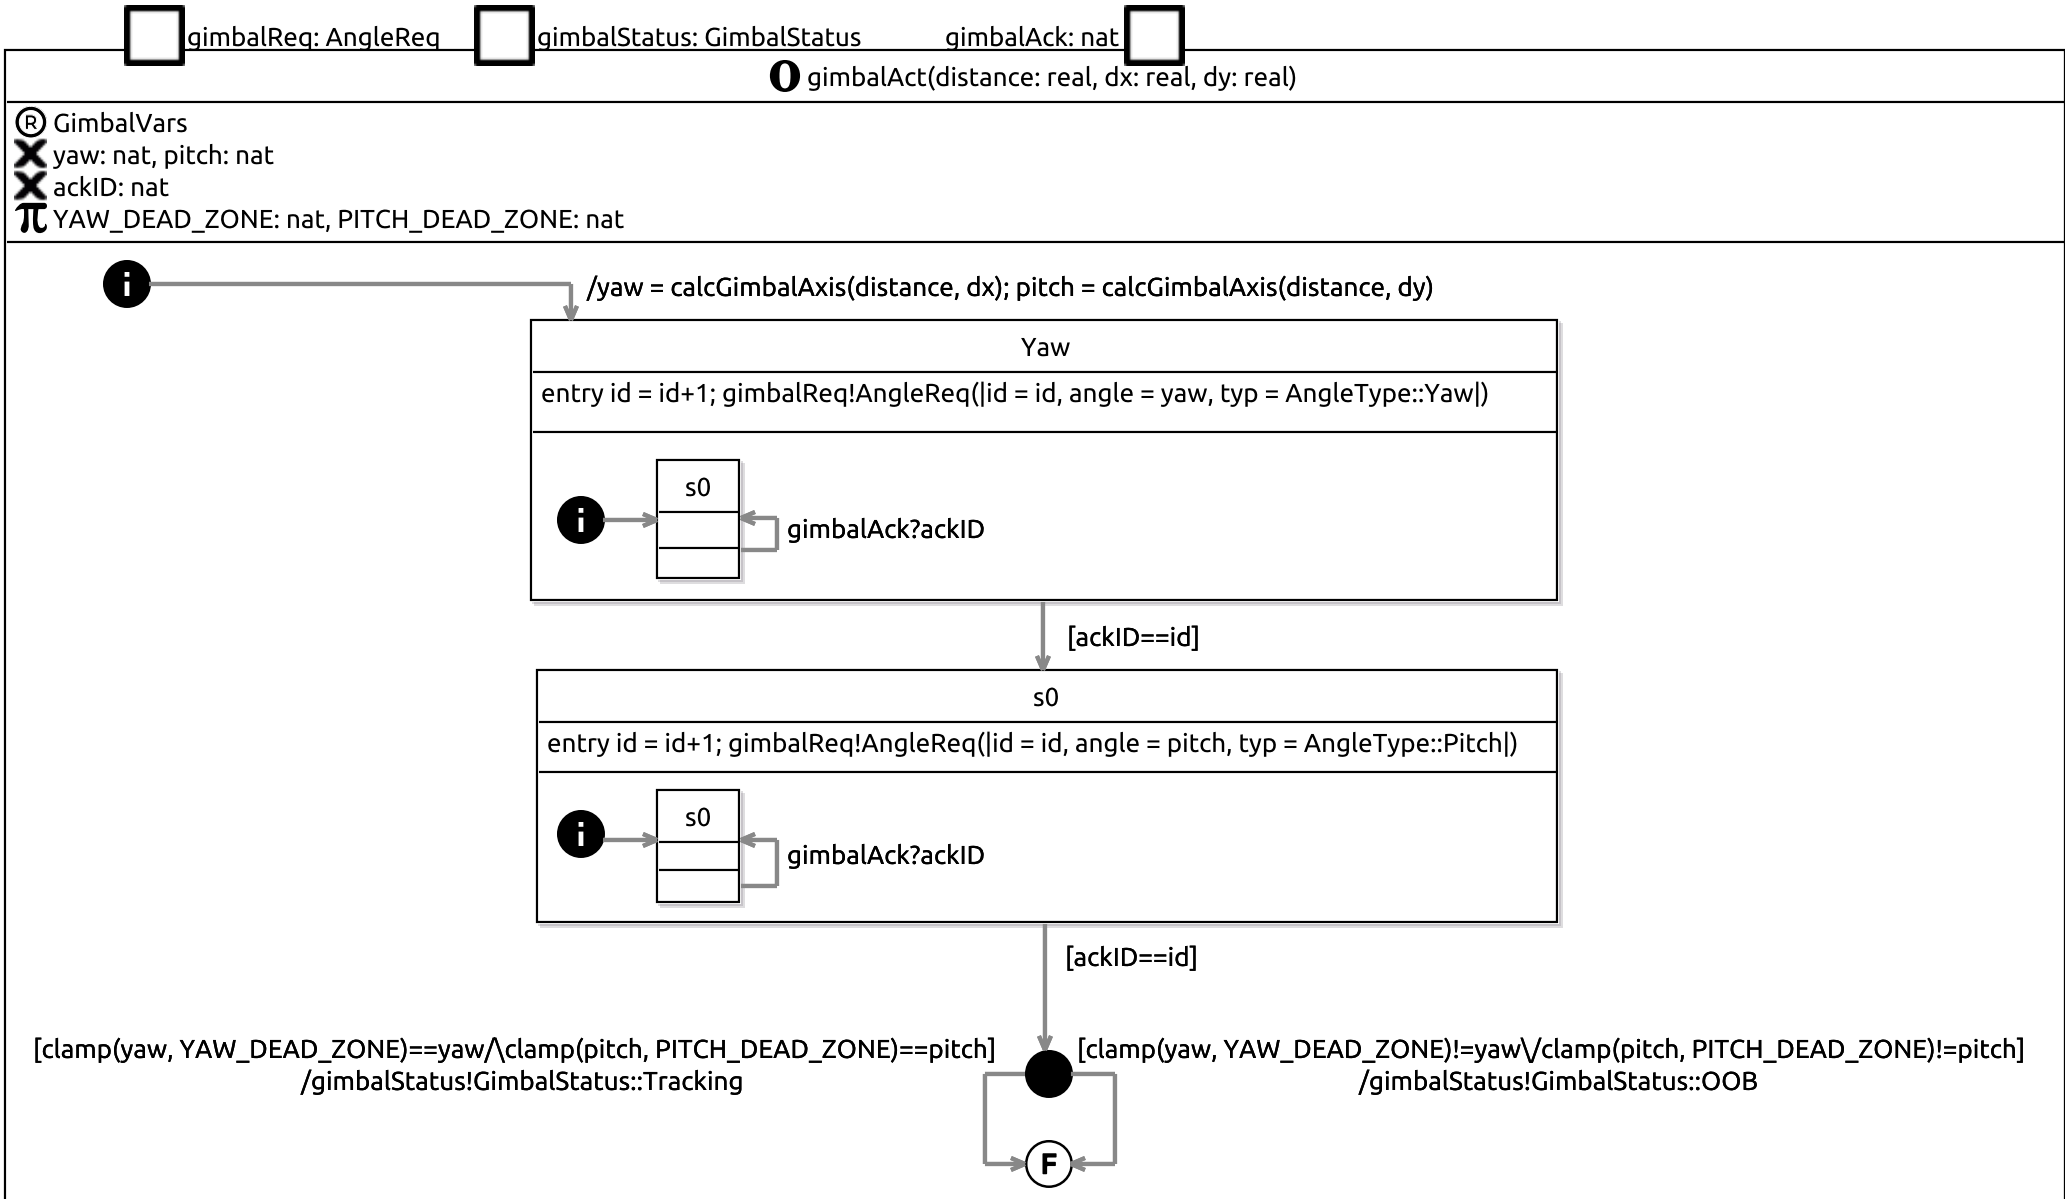 gimbalReq: AngleReq gimbalStatus: GimbalStatus gimbalAck: nat
O gimbalAct(distance: real, dx: real, dy: real)
R GimbalVars
yaw: nat, pitch: nat
ackID: nat
π YAW_DEAD_ZONE: nat, PITCH_DEAD_ZONE: nat
i
/yaw = calcGimbalAxis(distance, dx); pitch = calcGimbalAxis(distance, dy)
Yaw
entry id = id+1; gimbalReq!AngleReq(|id = id, angle = yaw, typ = AngleType::Yaw|)
s0
i
gimbalAck?ackID
[ackID==id]
s0
entry id = id+1; gimbalReq!AngleReq(|id = id, angle = pitch, typ = AngleType::Pitch|)
s0
i
gimbalAck?ackID
[ackID==id]
[clamp(yaw, YAW_DEAD_ZONE)==yaw/\clamp(pitch, PITCH_DEAD_ZONE)==pitch]
/gimbalStatus!GimbalStatus::Tracking
[clamp(yaw, YAW_DEAD_ZONE)!=yaw\/clamp(pitch, PITCH_DEAD_ZONE)!=pitch]
/gimbalStatus!GimbalStatus::OOB
F